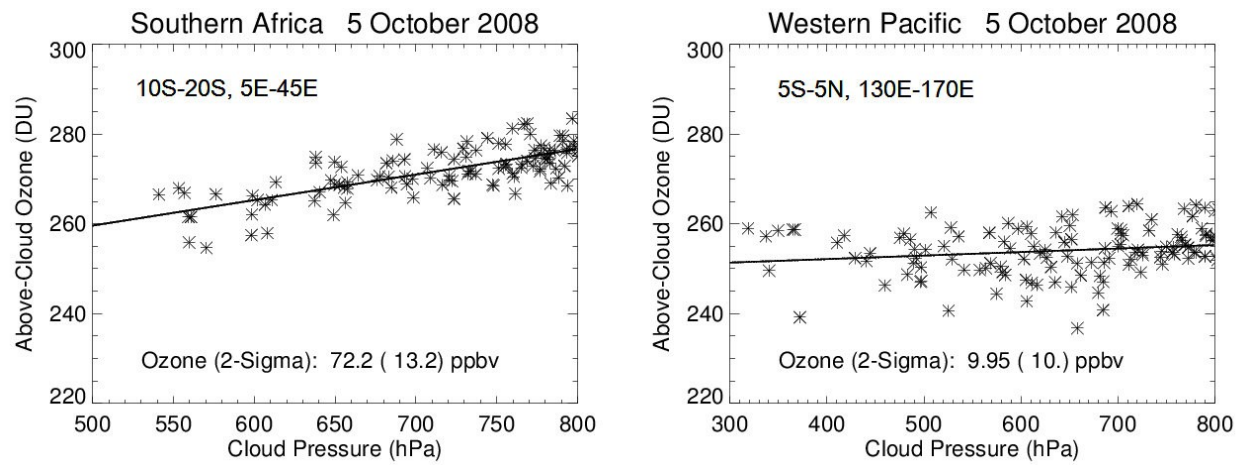 Southern Africa 5 October 2008
300
280
260
240
220
Above-Cloud Ozone (DU)
10S-20S, 5E-45E
Ozone (2-Sigma): 72.2 ( 13.2) ppbv
500 550 600 650 700 750 800
Cloud Pressure (hPa)
Western Pacific 5 October 2008
300
280
260
240
220
Above-Cloud Ozone (DU)
5S-5N, 130E-170E
Ozone (2-Sigma): 9.95 ( 10.) ppbv
300 400 500 600 700 800
Cloud Pressure (hPa)